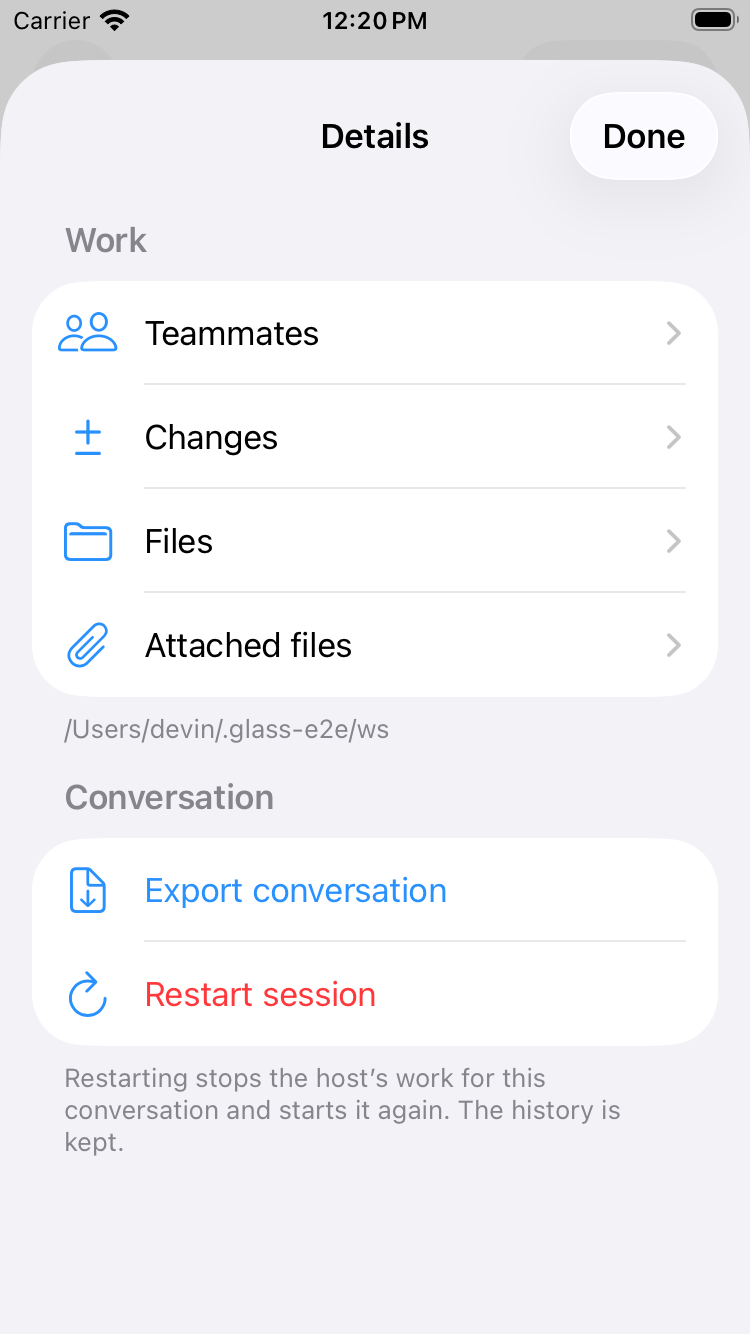 Carrier 12:20 PM
Details Done
Work
Teammates
Changes
Files
Attached files
/Users/devin/.glass-e2e/ws
Conversation
Export conversation
Restart session
Restarting stops the host’s work for this
conversation and starts it again. The history is
kept.